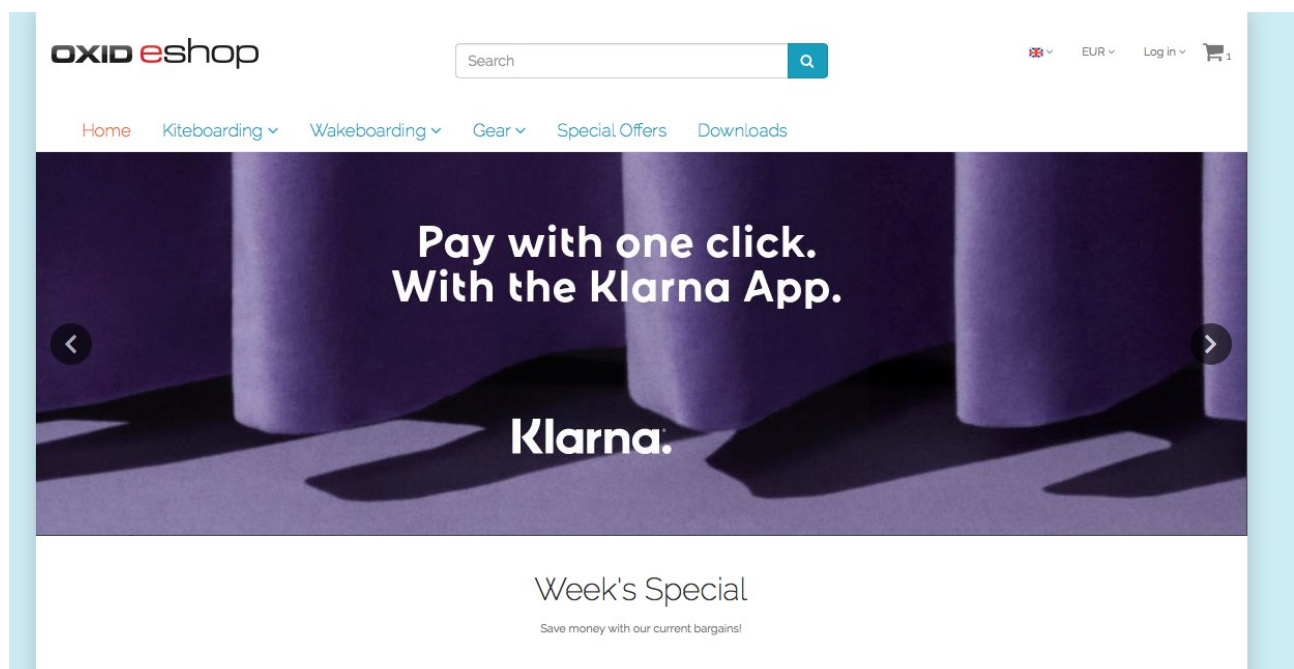 OXID eshop
Search
EUR
Log in
1
Home Kiteboarding Wakeboarding Gear Special Offers Downloads
Pay with one click.
With the Klarna App.
Klarna.
Week's Special
Save money with our current bargains!